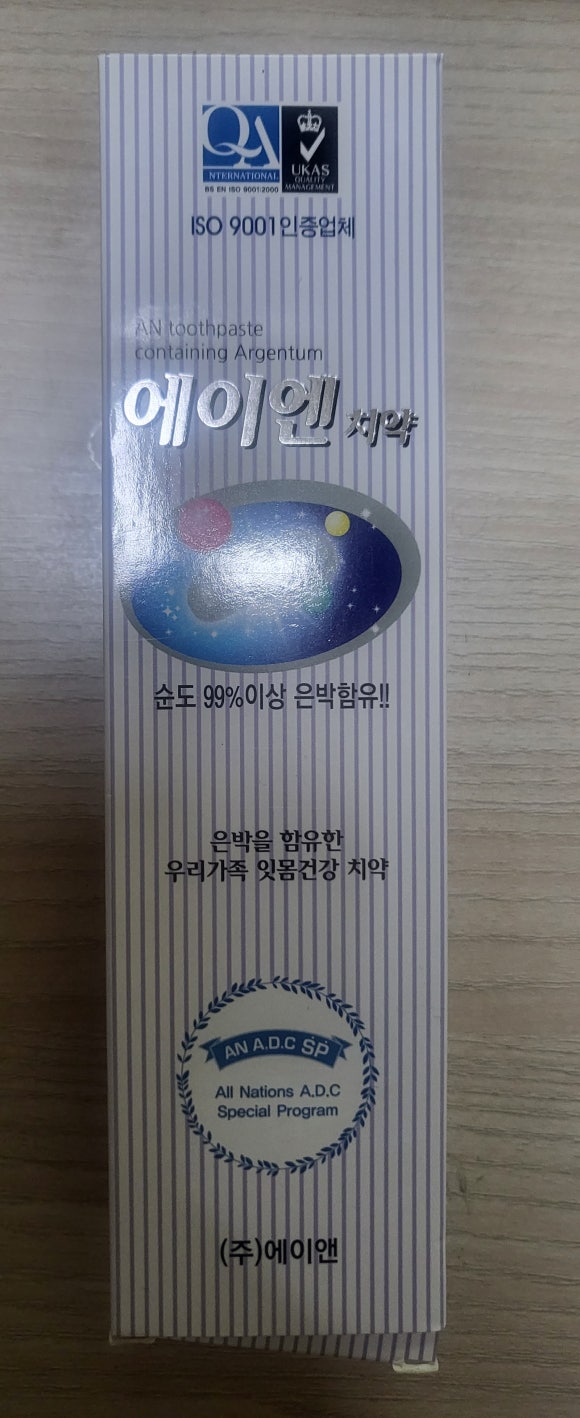 QA
INTERNATIONAL
BS EN ISO 9001:2000
UKAS
QUALITY
MANAGEMENT
ISO 9001인증업체
AN toothpaste
containing Argentum
에이엔 치약
순도 99%이상 은박함유!!
은박을 함유한
우리가족 잇몸건강 치약
AN A.D.C SP
All Nations A.D.C
Special Program
(주)에이앤